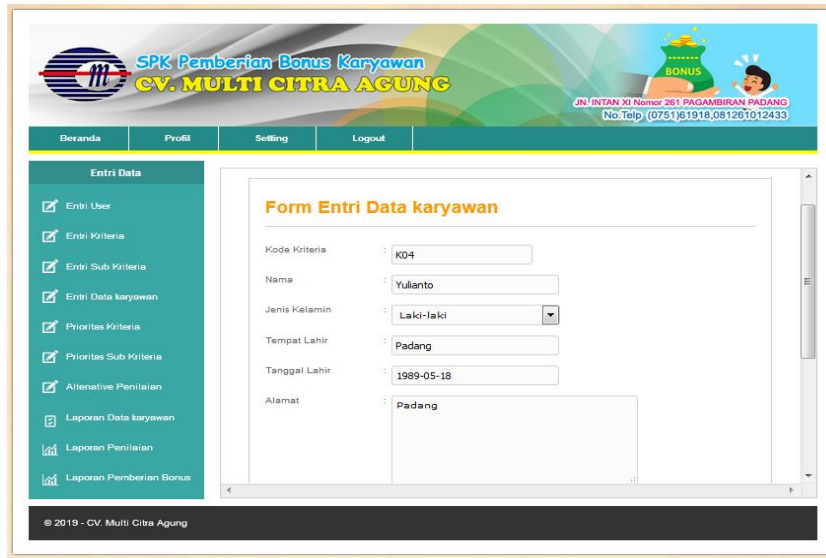 SPK Pemberian Bonus Karyawan
m
CV. MULTI CITRA AGUNG
BONUS
JN. INTAN XI Nomor 261 PAGAMBIRAN PADANG
No.Telp (0751)61918,081261012433
Beranda Profil Setting Logout
Entri Data
Entri User
Entri Kriteria
Entri Sub Kriteria
Entri Data karyawan
Prioritas Kriteria
Prioritas Sub Kriteria
Altenative Penilaian
Laporan Data karyawan
Laporan Penilaian
Laporan Pemberian Bonus
Form Entri Data karyawan
Kode Kriteria : K04
Nama : Yulianto
Jenis Kelamin : Laki-laki
Tempat Lahir : Padang
Tanggal Lahir : 1989-05-18
Alamat : Padang
© 2019 - CV. Multi Citra Agung